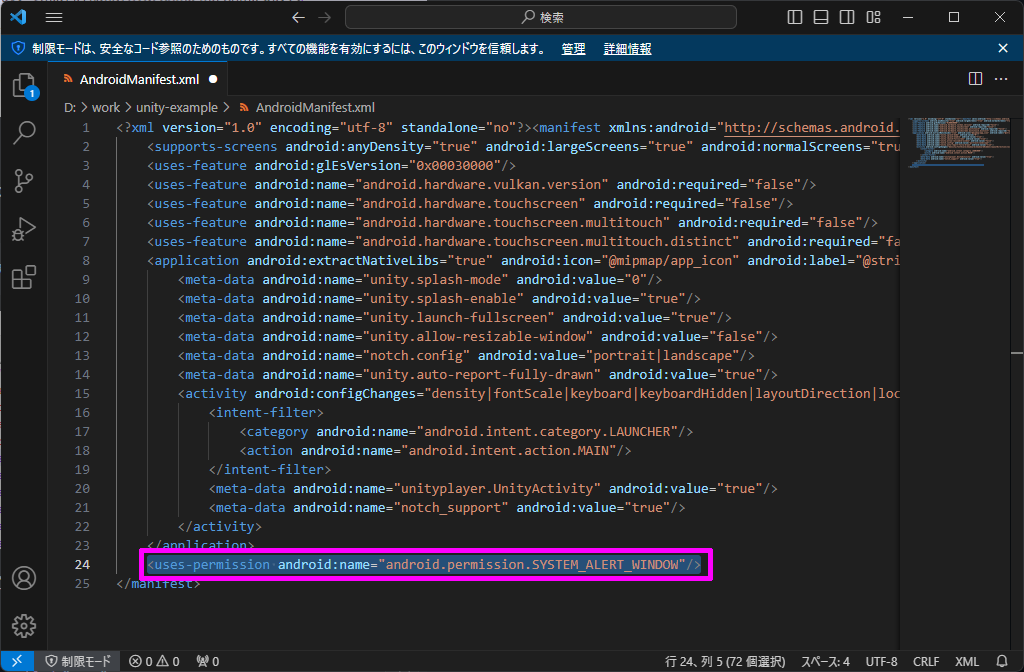 検索
制限モードは、安全なコード参照のためのものです。すべての機能を有効にするには、このウィンドウを信頼します。 管理 詳細情報
1
AndroidManifest.xml
D: > work > unity-example > AndroidManifest.xml
1 <?xml version="1.0" encoding="utf-8" standalone="no"?><manifest xmlns:android="http://schemas.android.
2 <supports-screens android:anyDensity="true" android:largeScreens="true" android:normalScreens="tru
3 <uses-feature android:glEsVersion="0x00030000"/>
4 <uses-feature android:name="android.hardware.vulkan.version" android:required="false"/>
5 <uses-feature android:name="android.hardware.touchscreen" android:required="false"/>
6 <uses-feature android:name="android.hardware.touchscreen.multitouch" android:required="false"/>
7 <uses-feature android:name="android.hardware.touchscreen.multitouch.distinct" android:required="fa
8 <application android:extractNativeLibs="true" android:icon="@mipmap/app_icon" android:label="@stri
9 <meta-data android:name="unity.splash-mode" android:value="0"/>
10 <meta-data android:name="unity.splash-enable" android:value="true"/>
11 <meta-data android:name="unity.launch-fullscreen" android:value="true"/>
12 <meta-data android:name="unity.allow-resizable-window" android:value="false"/>
13 <meta-data android:name="notch.config" android:value="portrait|landscape"/>
14 <meta-data android:name="unity.auto-report-fully-drawn" android:value="true"/>
15 <activity android:configChanges="density|fontScale|keyboard|keyboardHidden|layoutDirection|loc
16 <intent-filter>
17 <category android:name="android.intent.category.LAUNCHER"/>
18 <action android:name="android.intent.action.MAIN"/>
19 </intent-filter>
20 <meta-data android:name="unityplayer.UnityActivity" android:value="true"/>
21 <meta-data android:name="notch_support" android:value="true"/>
22 </activity>
23 </application>
24 <uses-permission android:name="android.permission.SYSTEM_ALERT_WINDOW"/>
25 </manifest>
制限モード 0 0 0 行 24、列 5 (72 個選択) スペース: 4 UTF-8 CRLF XML